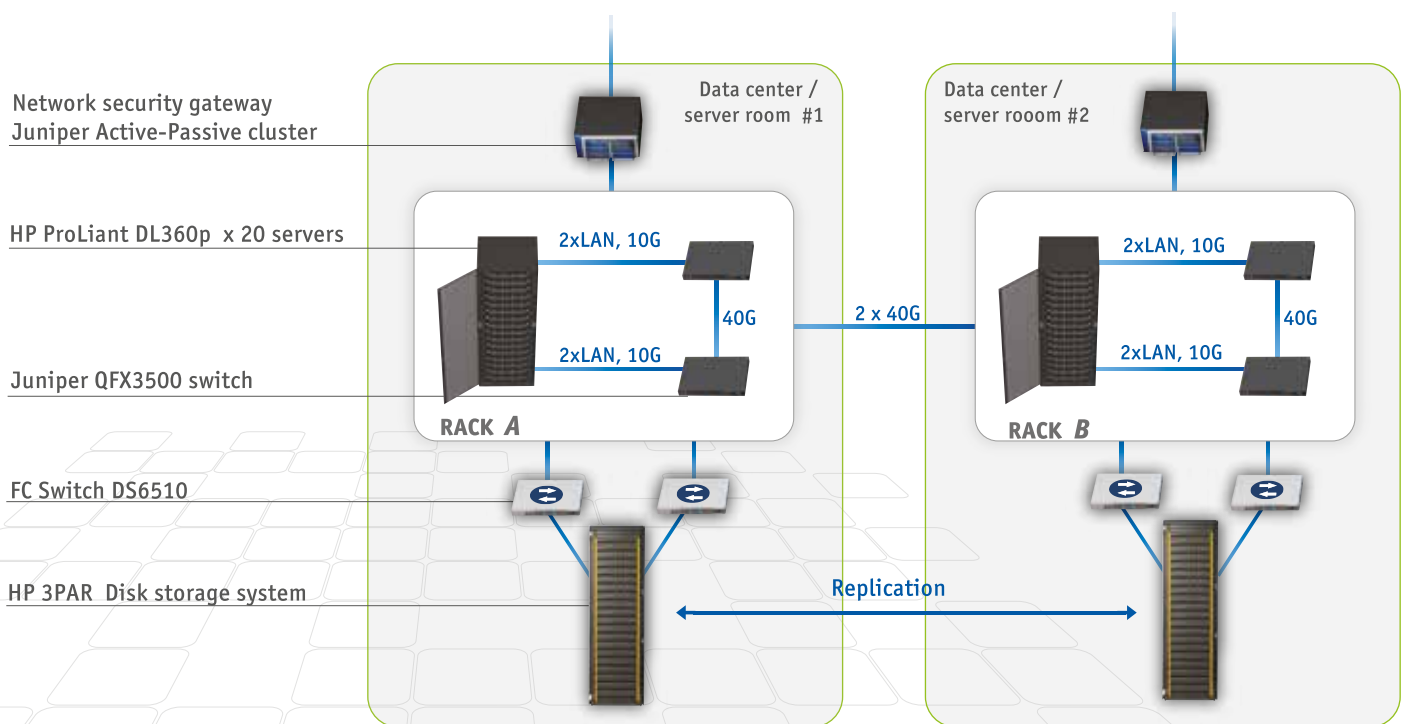 Data center /
server room #1
Data center /
server rooom #2
Network security gateway
Juniper Active-Passive cluster
HP ProLiant DL360p x 20 servers
2xLAN, 10G
2xLAN, 10G
40G
2 x 40G
40G
2xLAN, 10G
2xLAN, 10G
Juniper QFX3500 switch
RACK A
RACK B
FC Switch DS6510
HP 3PAR Disk storage system
Replication